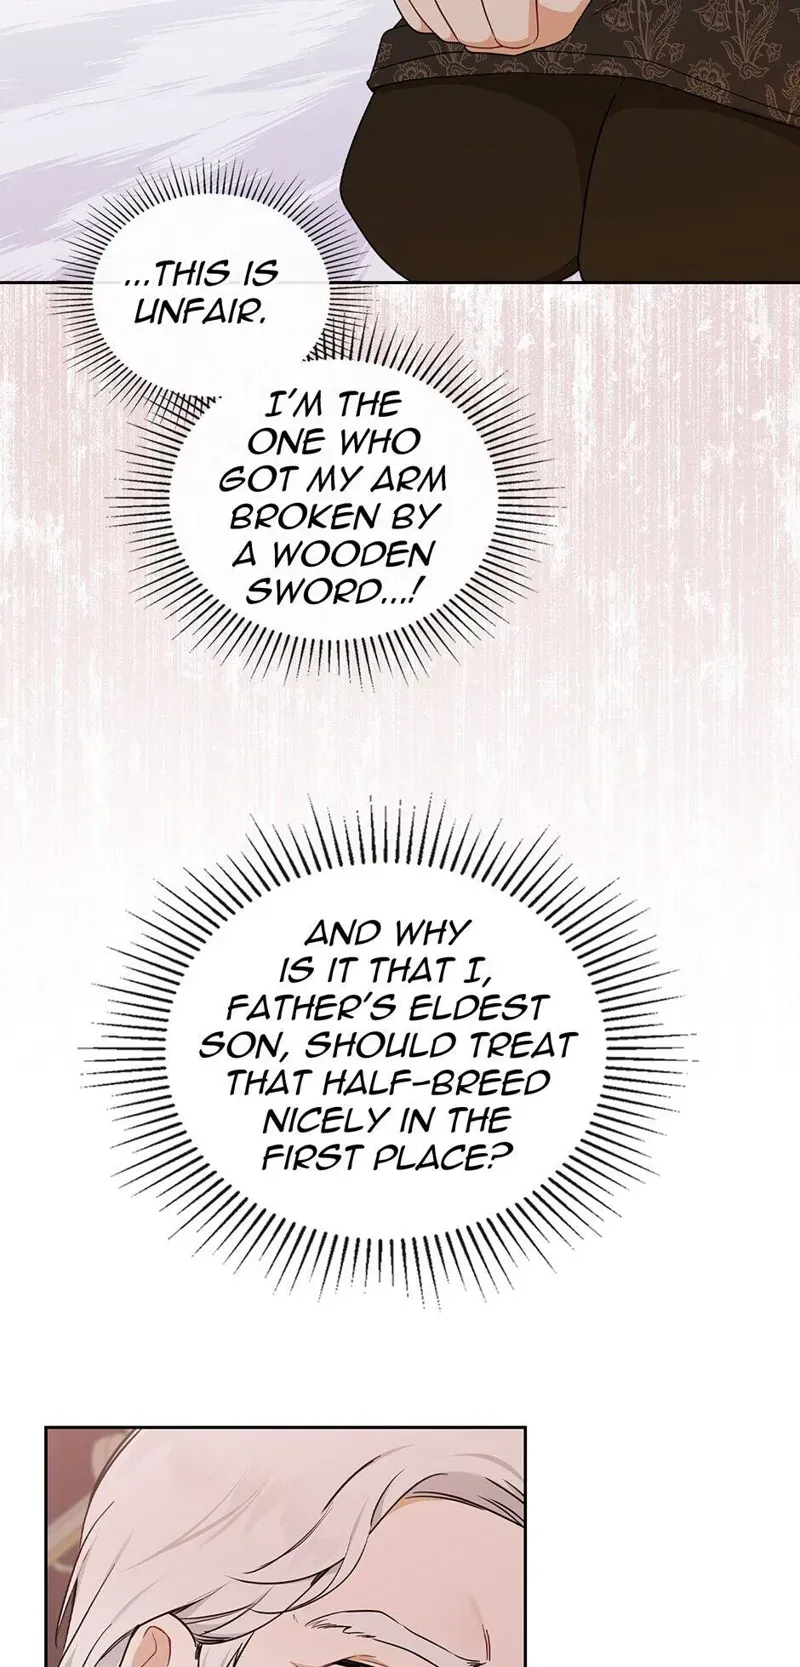 ...THIS IS
UNFAIR.
I'M THE
ONE WHO
GOT MY ARM
BROKEN BY
A WOODEN
SWORD...!
AND WHY
IS IT THAT I,
FATHER'S ELDEST
SON, SHOULD TREAT
THAT HALF-BREED
NICELY IN THE
FIRST PLACE?